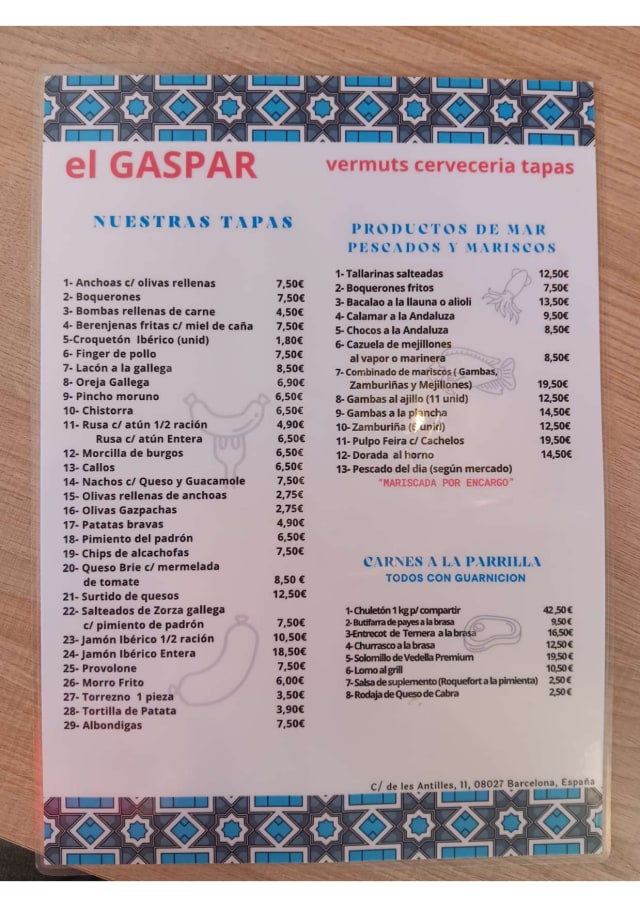 el GASPAR
vermuts cerveceria tapas
NUESTRAS TAPAS
1- Anchoas c/ olivas rellenas 7,50€
2- Boquerones 7,50€
3- Bombas rellenas de carne 4,50€
4- Berenjenas fritas c/ miel de caña 7,50€
5-Croquetón Ibérico (unid) 1,80€
6- Finger de pollo 7,50€
7- Lacón a la gallega 8,50€
8- Oreja Gallega 6,90€
9- Pincho moruno 6,50€
10- Chistorra 6,50€
11- Rusa c/ atún 1/2 ración 4,90€
Rusa c/ atún Entera 6,50€
12- Morcilla de burgos 6,50€
13- Callos 6,50€
14- Nachos c/ Queso y Guacamole 7,50€
15- Olivas rellenas de anchoas 2,75€
16- Olivas Gazpachas 2,75€
17- Patatas bravas 4,90€
18- Pimiento del padrón 6,50€
19- Chips de alcachofas 7,50€
20- Queso Brie c/ mermelada
de tomate 8,50 €
21- Surtido de quesos 12,50€
22- Salteados de Zorza gallega
c/ pimiento de padrón 7,50€
23- Jamón Ibérico 1/2 ración 10,50€
24- Jamón Ibérico Entera 18,50€
25- Provolone 7,50€
26- Morro Frito 6,00€
27- Torrezno 1 pieza 3,50€
28- Tortilla de Patata 3,90€
29- Albondigas 7,50€
PRODUCTOS DE MAR
PESCADOS Y MARISCOS
1- Tallarinas salteadas 12,50€
2- Boquerones fritos 7,50€
3- Bacalao a la llauna o alioli 13,50€
4- Calamar a la Andaluza 9,50€
5- Chocos a la Andaluza 8,50€
6- Cazuela de mejillones
al vapor o marinera 8,50€
7- Combinado de mariscos ( Gambas,
Zamburiñas y Mejillones) 19,50€
8- Gambas al ajillo (11 unid) 12,50€
9- Gambas a la plancha 14,50€
10- Zamburiña ( unid) 12,50€
11- Pulpo Feira c/ Cachelos 19,50€
12- Dorada al horno 14,50€
13- Pescado del dia (según mercado)
"MARISCADA POR ENCARGO"
CARNES A LA PARRILLA
TODOS CON GUARNICION
1- Chuletón 1 kg p/ compartir 42,50€
2- Butifarra de payes a la brasa 9,50€
3-Entrecot de Ternera a la brasa 16,50€
4- Churrasco a la brasa 12,50€
5- Solomillo de Vedella Premium 19,50€
6- Lomo al grill 10,50€
7- Salsa de suplemento (Roquefort a la pimienta) 2,50€
8- Rodaja de Queso de Cabra 2,50€
C/ de les Antilles, 11, 08027 Barcelona, España